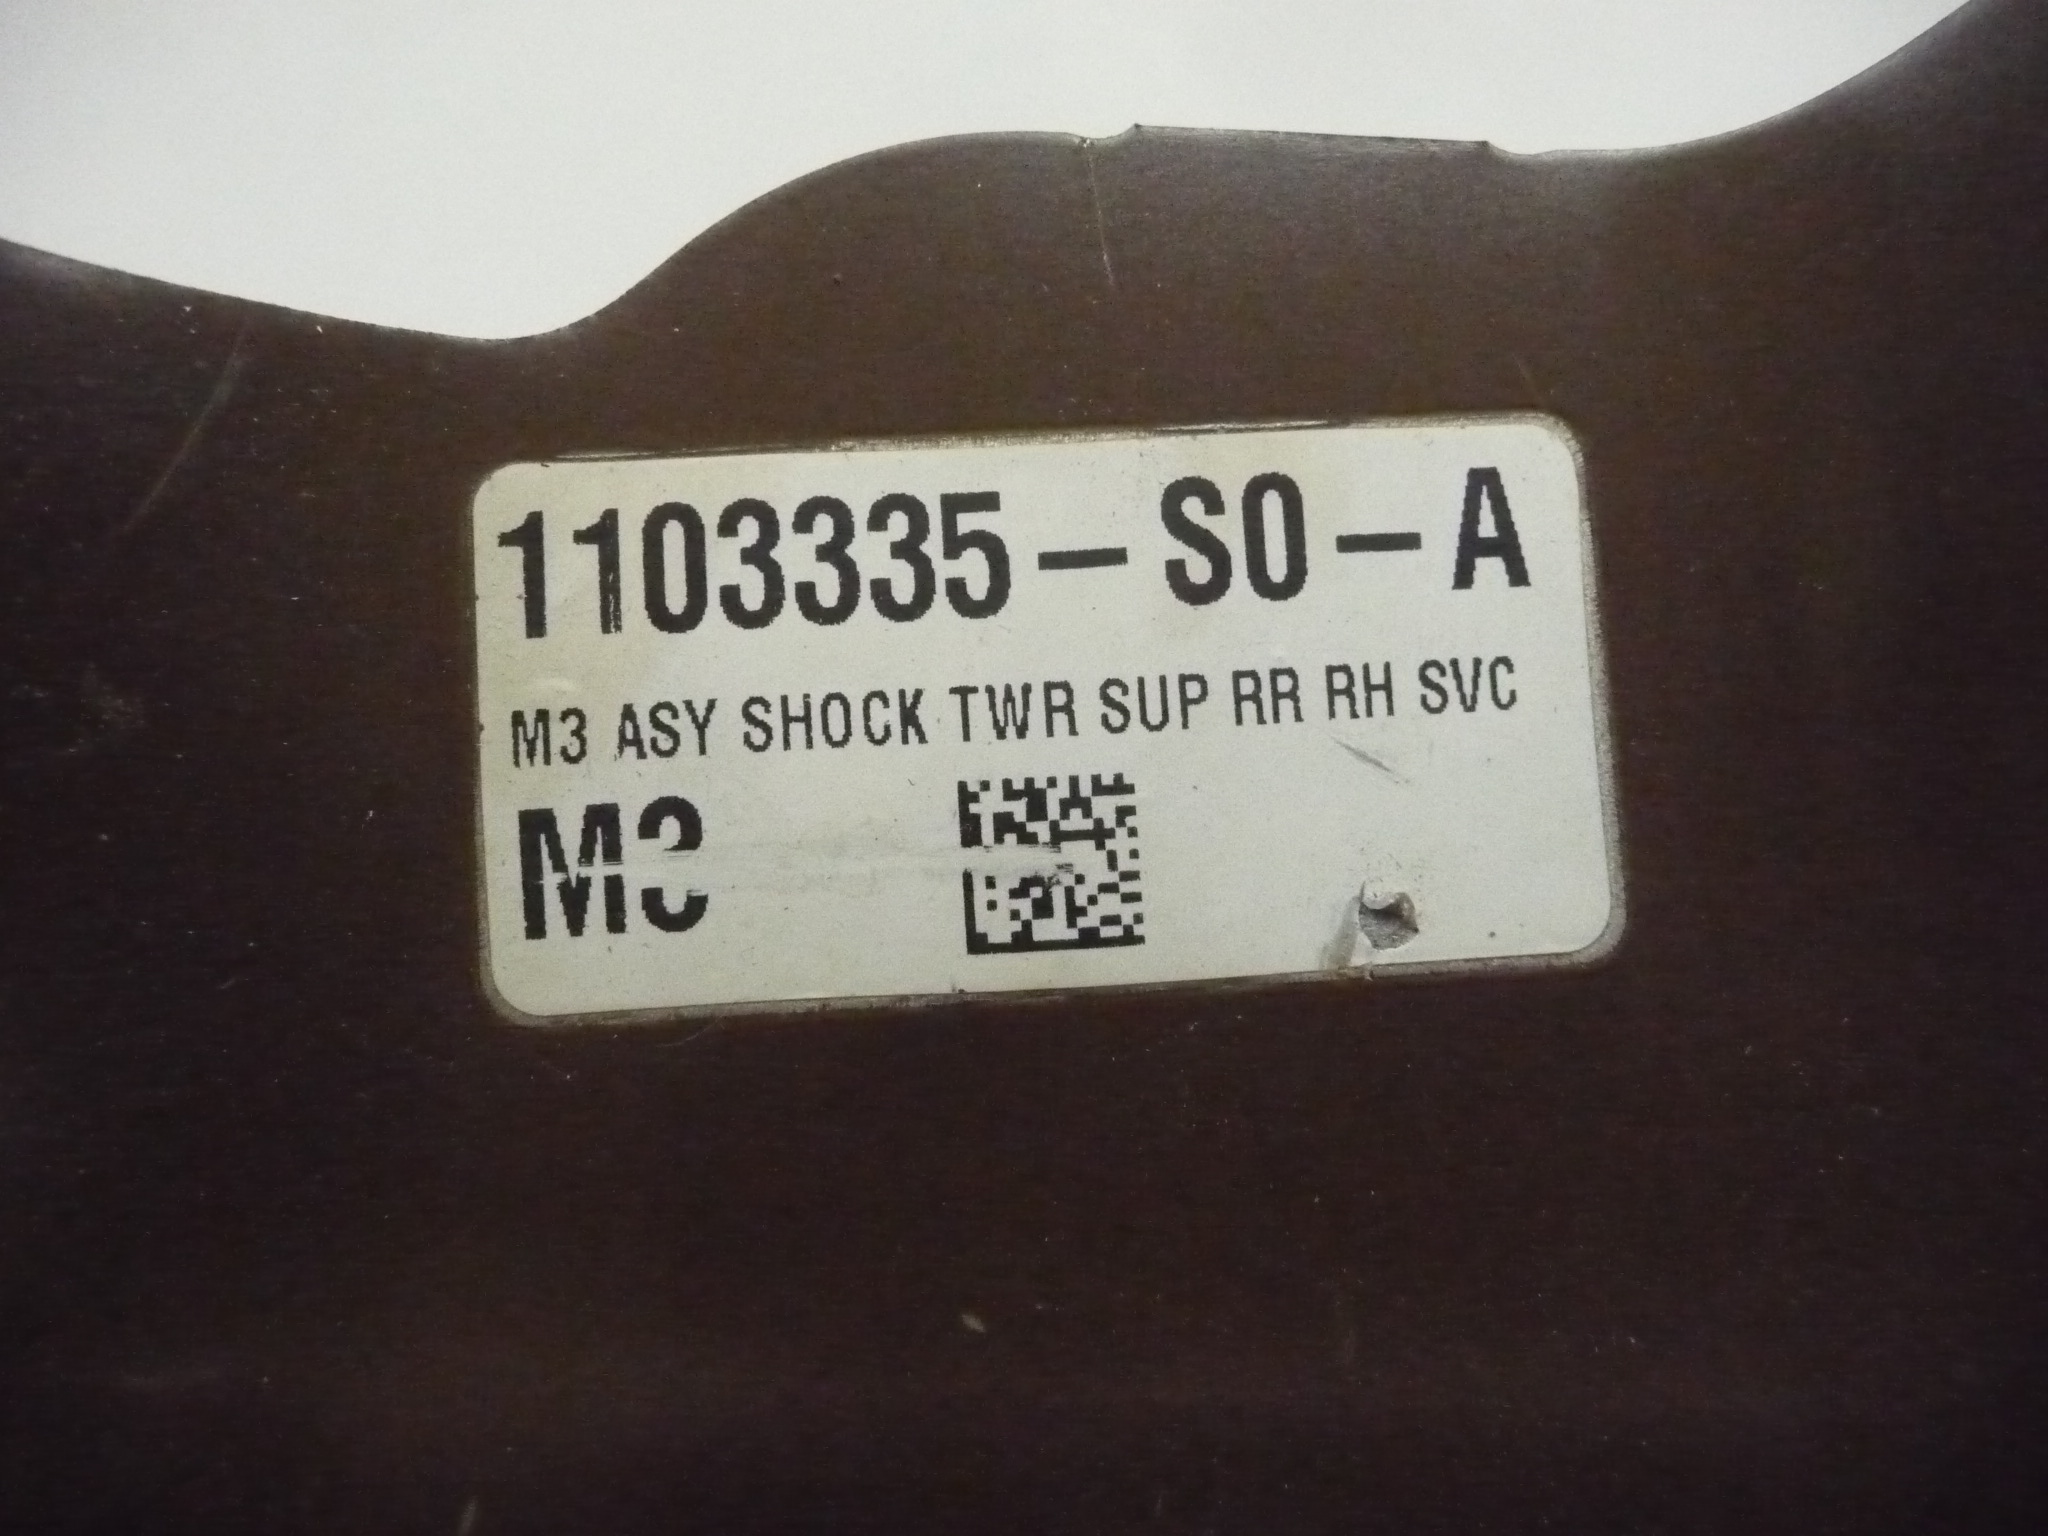 1103335-S0-A
M3 ASY SHOCK TWR SUP RR RH SVC
M3